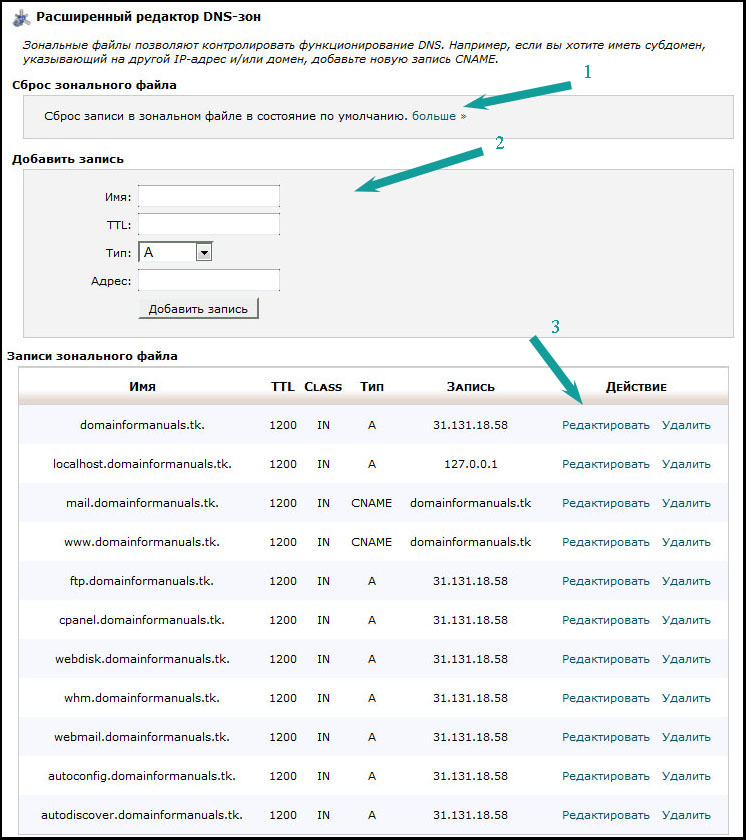 Расширенный редактор DNS-зон
Зональные файлы позволяют контролировать функционирование DNS. Например, если вы хотите иметь субдомен,
указывающий на другой IP-адрес и/или домен, добавьте новую запись CNAME.
Сброс зонального файла
1
Сброс записи в зональном файле в состояние по умолчанию. больше »
2
Добавить запись
Имя:
TTL:
Тип: A
Адрес:
Добавить запись
3
Записи зонального файла
Имя TTL Class Тип Запись Действие
domainformanuals.tk. 1200 IN A 31.131.18.58 Редактировать Удалить
localhost.domainformanuals.tk. 1200 IN A 127.0.0.1 Редактировать Удалить
mail.domainformanuals.tk. 1200 IN CNAME domainformanuals.tk Редактировать Удалить
www.domainformanuals.tk. 1200 IN CNAME domainformanuals.tk Редактировать Удалить
ftp.domainformanuals.tk. 1200 IN A 31.131.18.58 Редактировать Удалить
cpanel.domainformanuals.tk. 1200 IN A 31.131.18.58 Редактировать Удалить
webdisk.domainformanuals.tk. 1200 IN A 31.131.18.58 Редактировать Удалить
whm.domainformanuals.tk. 1200 IN A 31.131.18.58 Редактировать Удалить
webmail.domainformanuals.tk. 1200 IN A 31.131.18.58 Редактировать Удалить
autoconfig.domainformanuals.tk. 1200 IN A 31.131.18.58 Редактировать Удалить
autodiscover.domainformanuals.tk. 1200 IN A 31.131.18.58 Редактировать Удалить